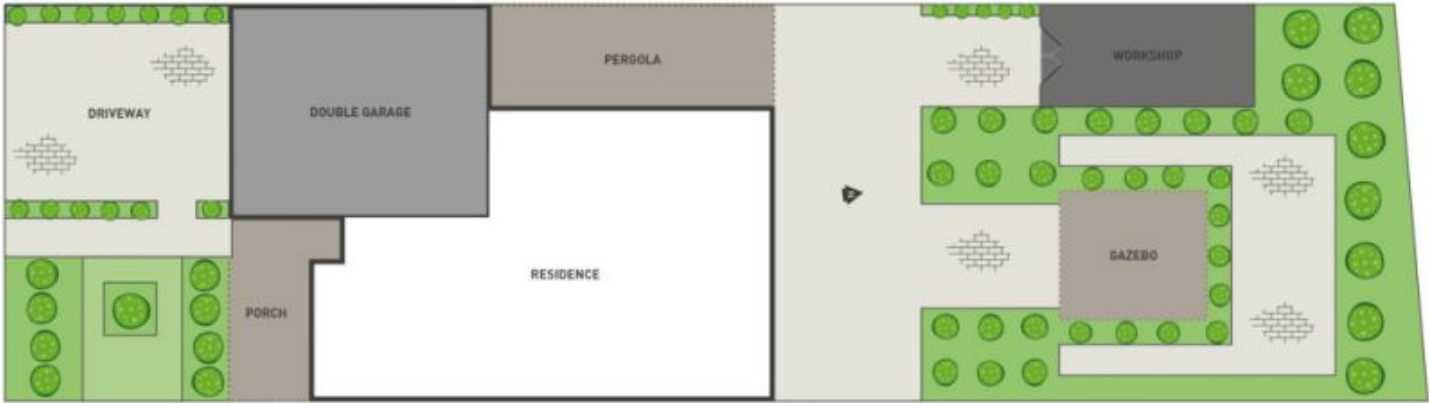 PERGOLA
WORKSHOP
DRIVEWAY
DOUBLE GARAGE
GAZEBO
RESIDENCE
PORCH